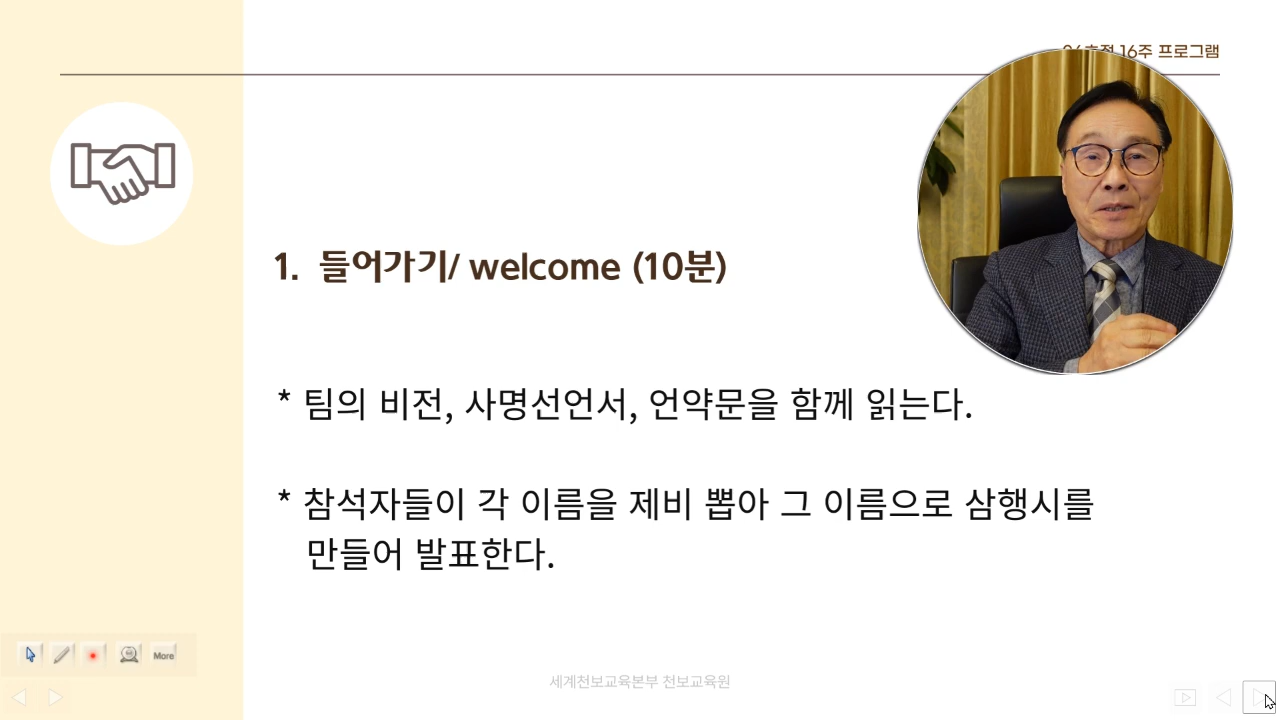 16주 프로그램
1. 들어가기/ welcome (10분)
* 팀의 비전, 사명선언서, 언약문을 함께 읽는다.
* 참석자들이 각 이름을 제비 뽑아 그 이름으로 삼행시를
만들어 발표한다.
More
세계천보교육본부 천보교육원